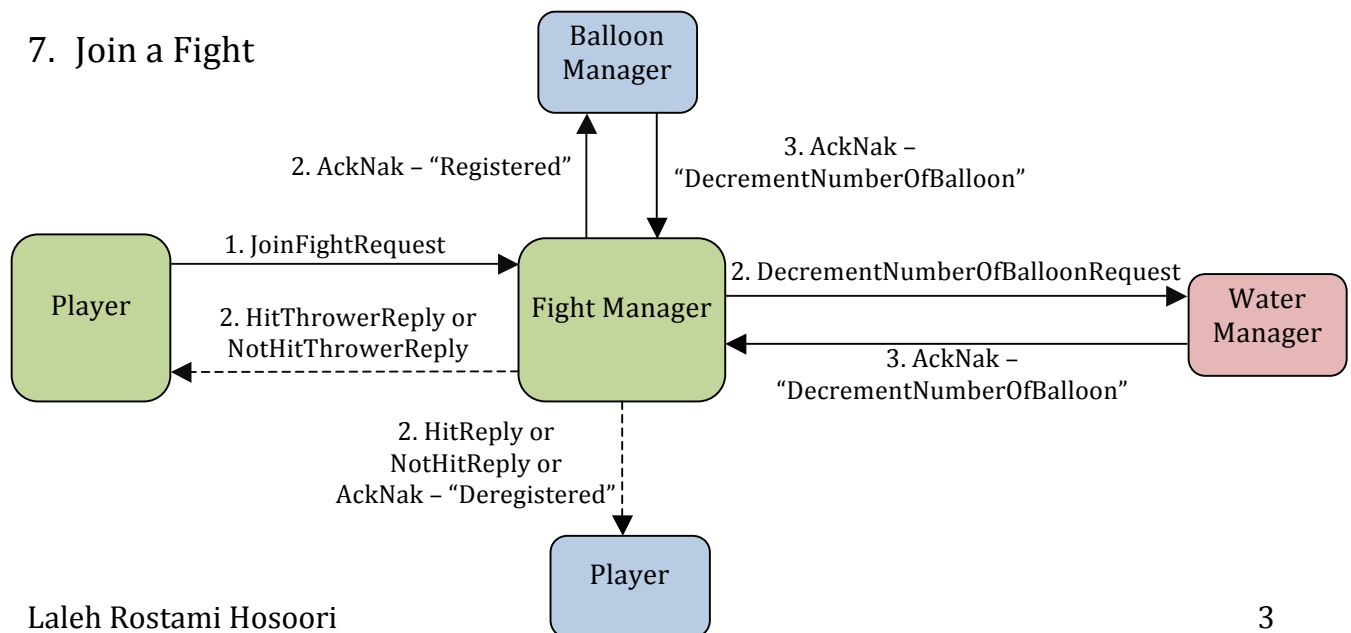 7. Join a Fight
Balloon
Manager
2. AckNak – “Registered”
3. AckNak –
“DecrementNumberOfBalloon”
1. JoinFightRequest
Player
2. HitThrowerReply or
NotHitThrowerReply
Fight Manager
2. DecrementNumberOfBalloonRequest
Water
Manager
3. AckNak –
“DecrementNumberOfBalloon”
2. HitReply or
NotHitReply or
AckNak – “Deregistered”
Player
Laleh Rostami Hosoori
3